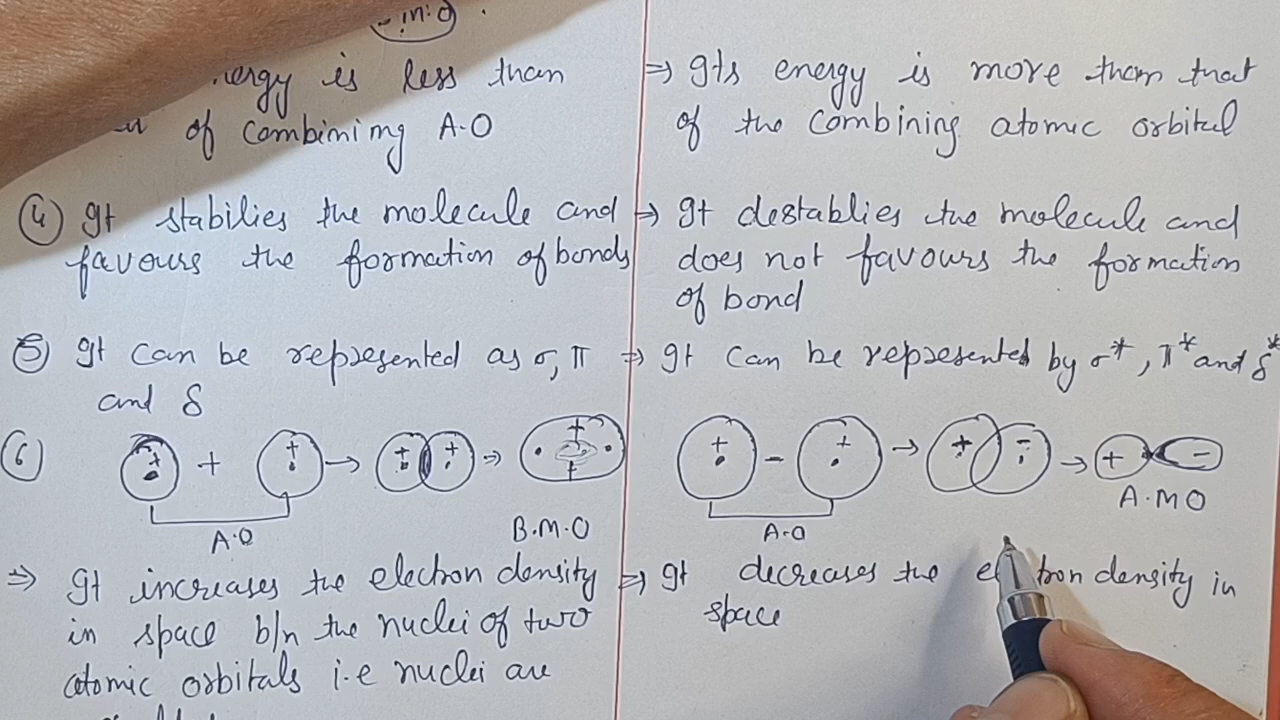 M.O.
energy is less than
of combining A.O
④ It stabilies the molecule and
favours the formation of bonds
⑤ It can be represented as σ, π
and δ
⑥ + + → + + ⇒ + +
A.O B.M.O
⇒ It increases the electron density
in space b/n the nuclei of two
atomic orbitals i.e nuclei are
⇒ Its energy is more them that
of the combining atomic orbital
⇒ It destablies the molecule and
does not favours the formation
of bond
⇒ It can be represented by σ*, π* and δ*
+ - + → + - → + -
A.O A.MO
⇒ It decreases the electron density in
space